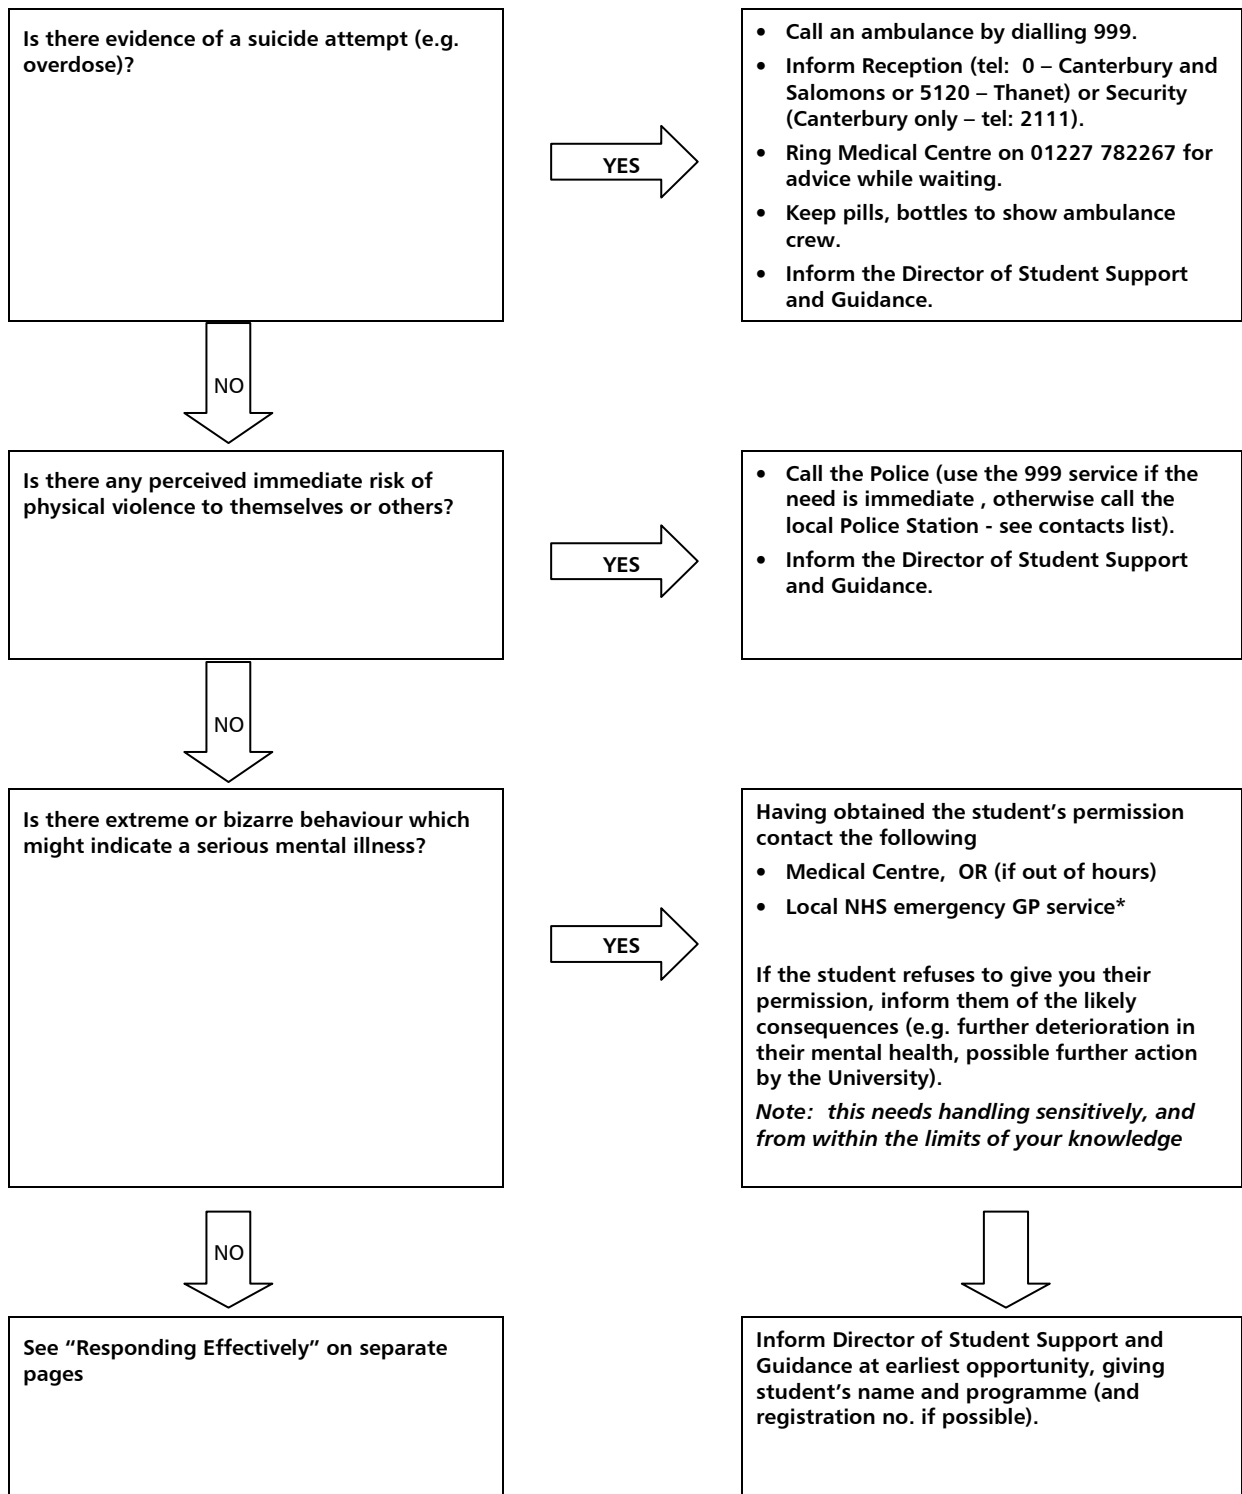 Is there evidence of a suicide attempt (e.g.
overdose)?
YES
• Call an ambulance by dialling 999.
• Inform Reception (tel:  0 – Canterbury and
Salomons or 5120 – Thanet) or Security
(Canterbury only – tel: 2111).
• Ring Medical Centre on 01227 782267 for
advice while waiting.
• Keep pills, bottles to show ambulance
crew.
• Inform the Director of Student Support
and Guidance.
NO
Is there any perceived immediate risk of
physical violence to themselves or others?
YES
• Call the Police (use the 999 service if the
need is immediate , otherwise call the
local Police Station - see contacts list).
• Inform the Director of Student Support
and Guidance.
NO
Is there extreme or bizarre behaviour which
might indicate a serious mental illness?
YES
Having obtained the student’s permission
contact the following
• Medical Centre,  OR (if out of hours)
• Local NHS emergency GP service*
If the student refuses to give you their
permission, inform them of the likely
consequences (e.g. further deterioration in
their mental health, possible further action
by the University).
Note:  this needs handling sensitively, and
from within the limits of your knowledge
NO
See “Responding Effectively” on separate
pages
Inform Director of Student Support and
Guidance at earliest opportunity, giving
student’s name and programme (and
registration no. if possible).